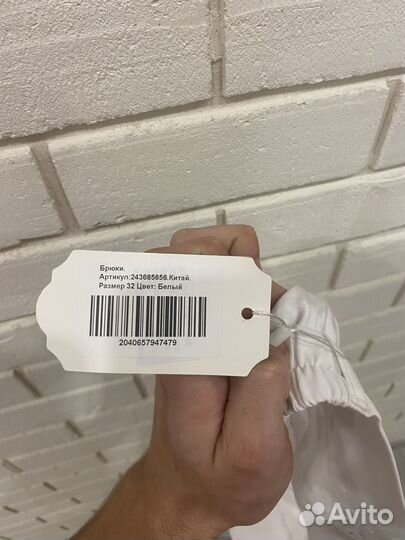 Брюки.
Артикул:243685656.Китай.
Размер 32 Цвет: Белый
2040657947479
Avito